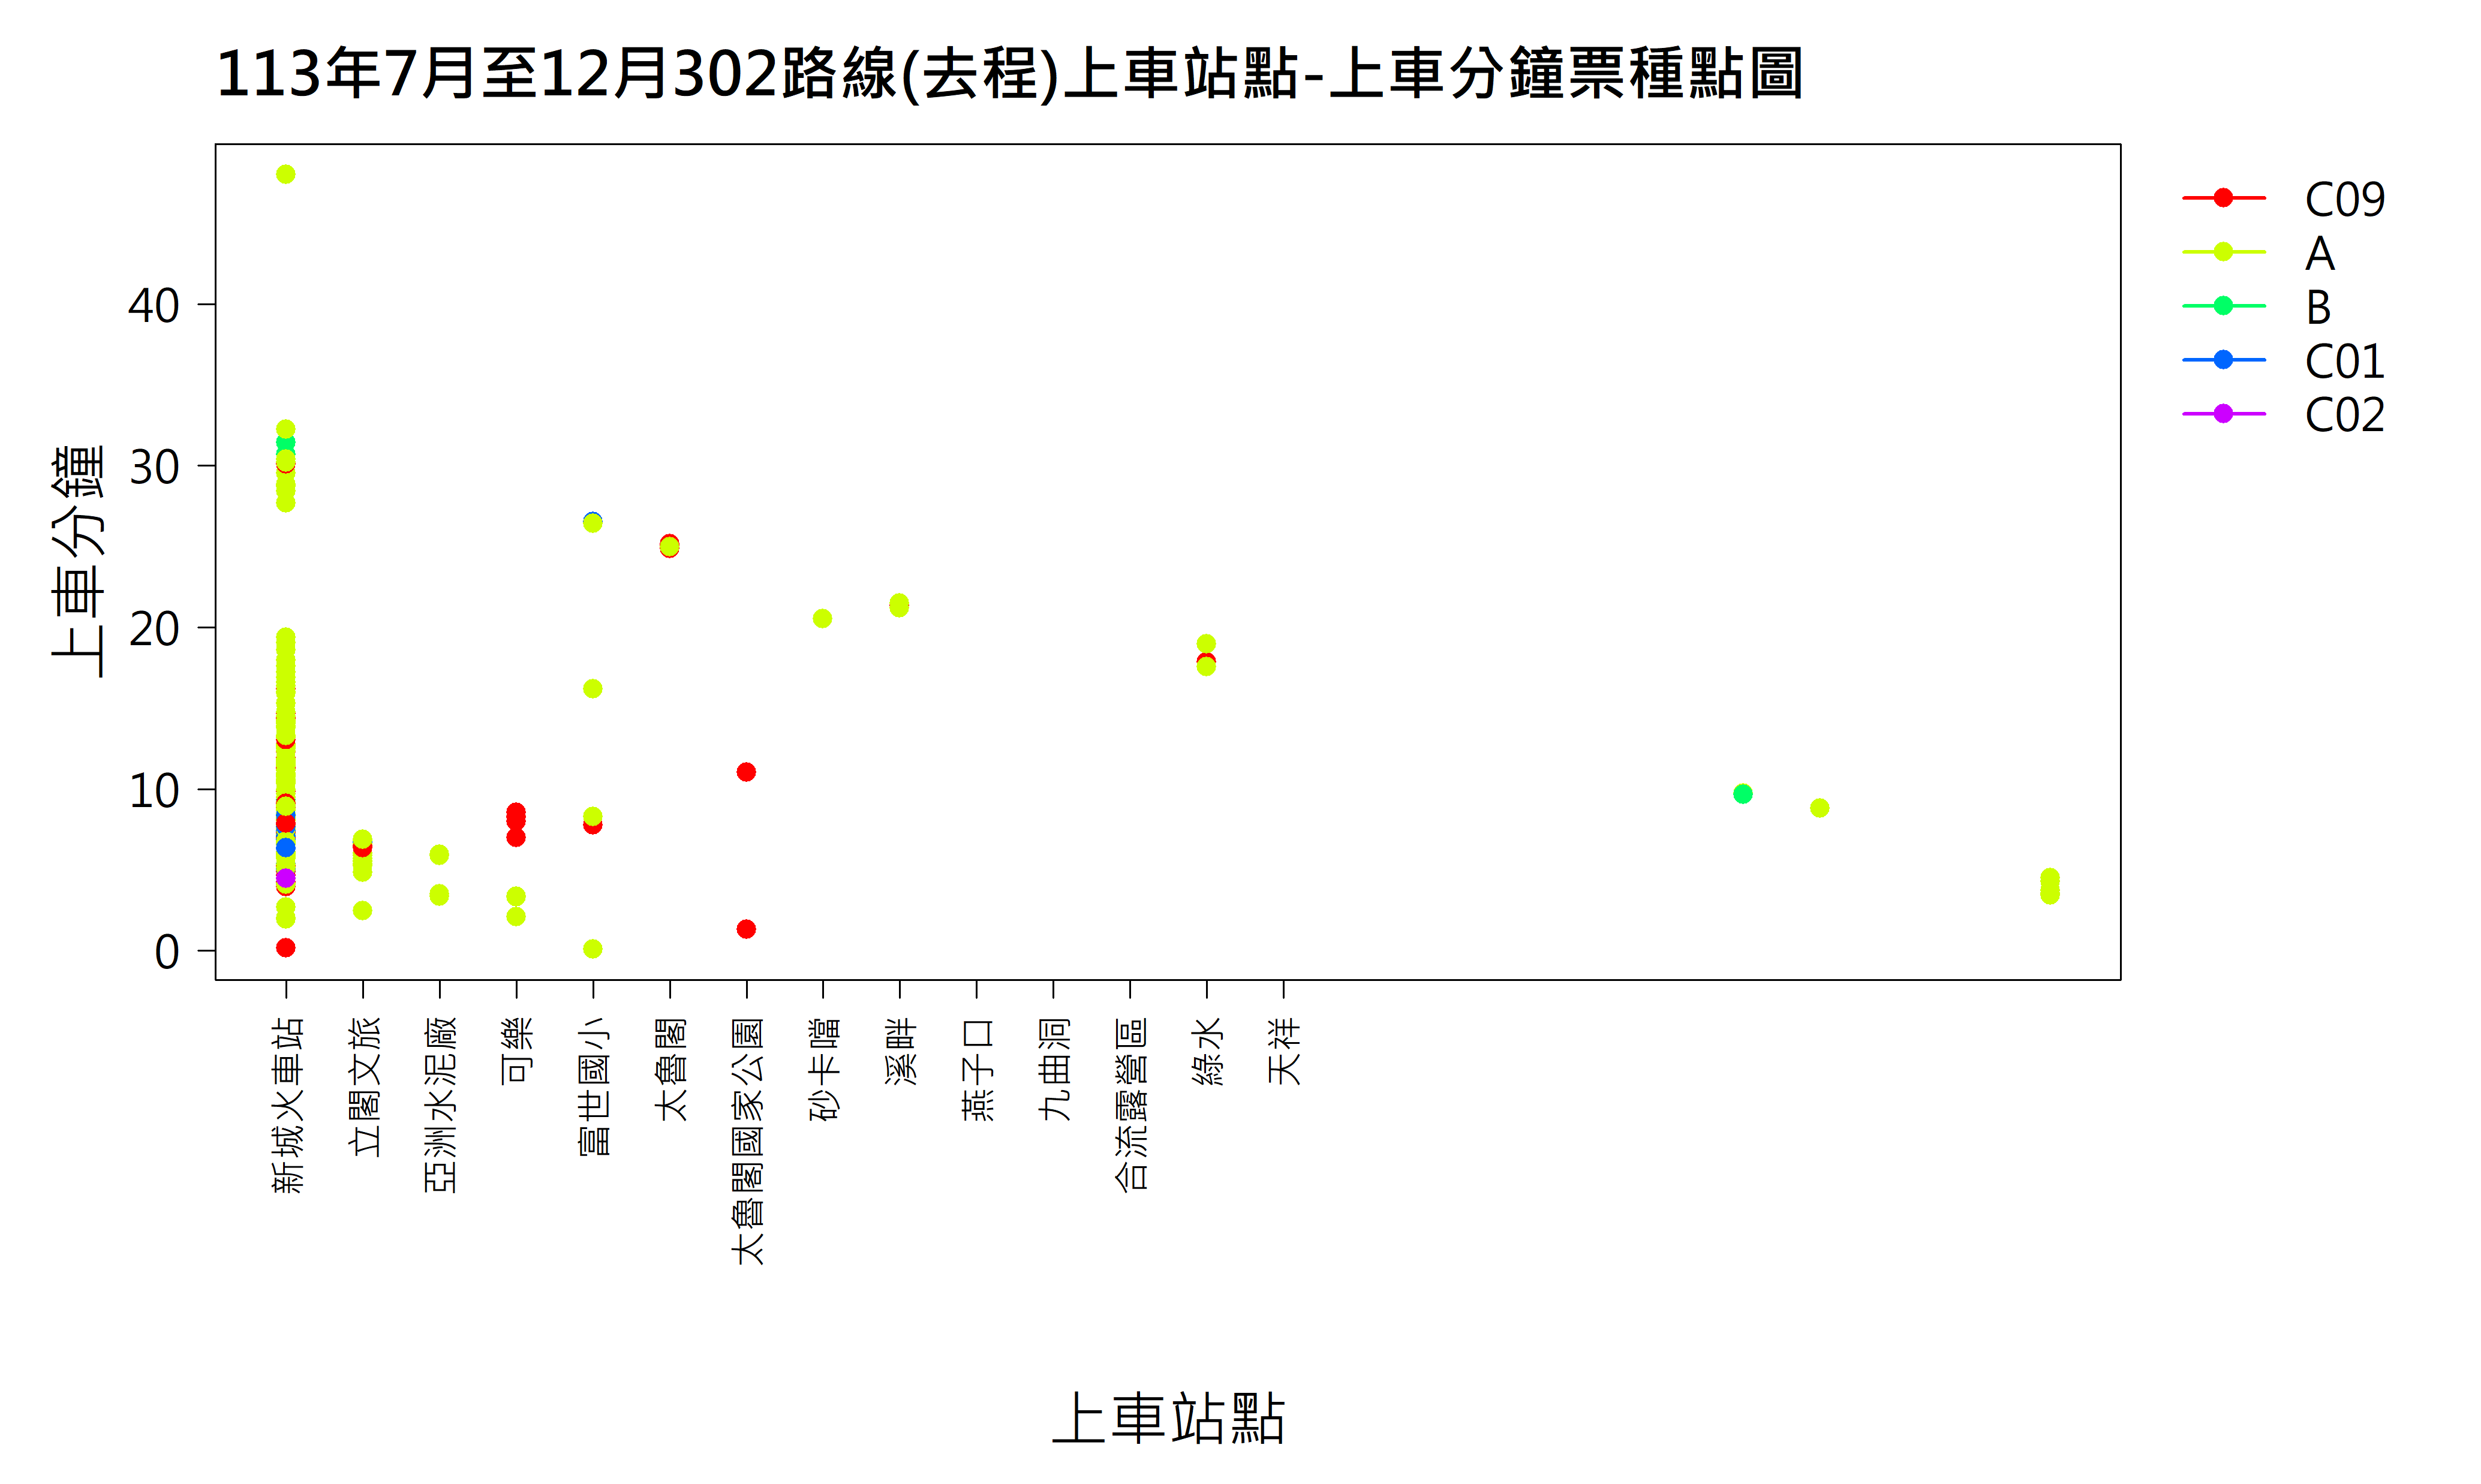 113年7月至12月302路線(去程)上車站點-上車分鐘票種點圖
C09
A
B
C01
C02
上車分鐘
40
30
20
10
0
新城火車站
立閣文旅
亞洲水泥廠
可樂
富世國小
太魯閣
太魯閣國家公園
砂卡噹
溪畔
燕子口
九曲洞
合流露營區
綠水
天祥
上車站點